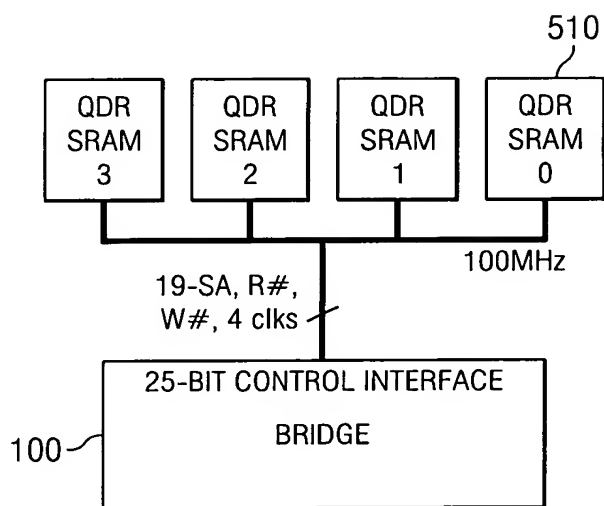 510
QDR
SRAM
3
QDR
SRAM
2
QDR
SRAM
1
QDR
SRAM
0
100MHz
19-SA, R#,
W#, 4 clks
25-BIT CONTROL INTERFACE
BRIDGE
100